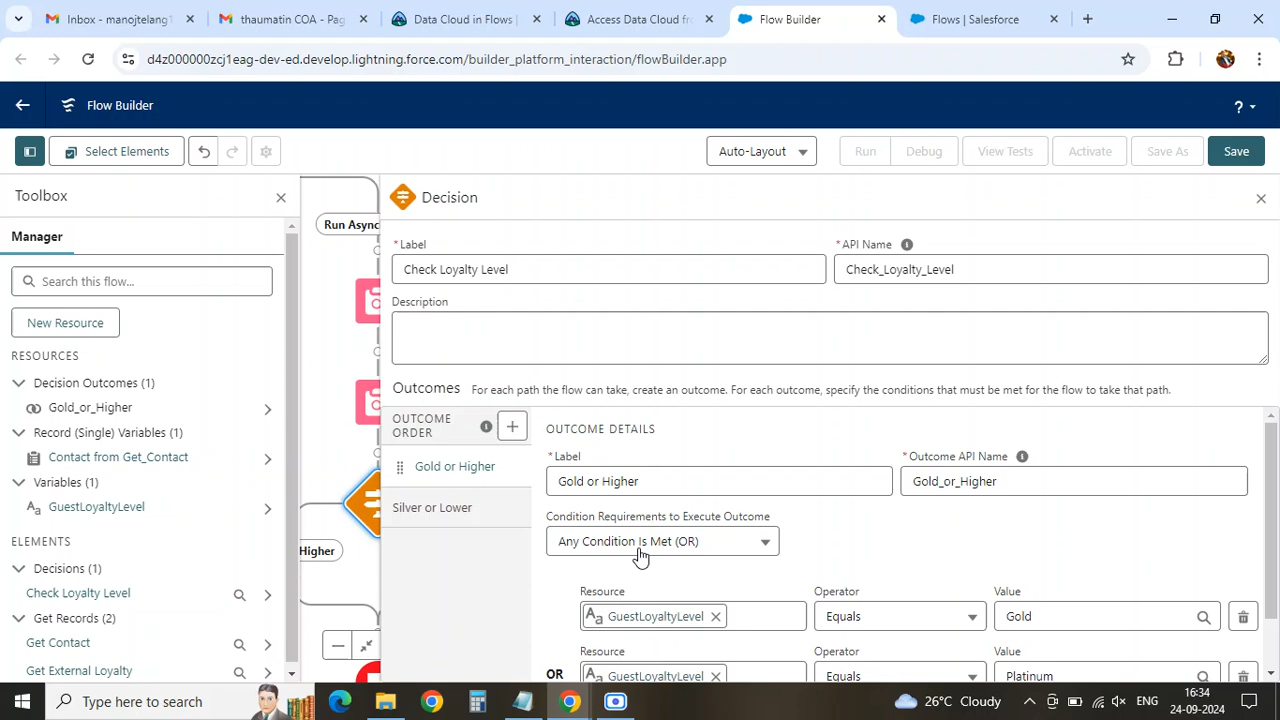 Inbox - manojtelang1
thaumatin COA - Pag
Data Cloud in Flows |
Access Data Cloud fro
Flow Builder
Flows | Salesforce
d4z000000zcj1eag-dev-ed.develop.lightning.force.com/builder_platform_interaction/flowBuilder.app
Flow Builder
?
Select Elements
Auto-Layout
Run
Debug
View Tests
Activate
Save As
Save
Toolbox
Manager
Search this flow...
New Resource
RESOURCES
Decision Outcomes (1)
Gold_or_Higher
Record (Single) Variables (1)
Contact from Get_Contact
Variables (1)
Aa GuestLoyaltyLevel
ELEMENTS
Decisions (1)
Check Loyalty Level
Get Records (2)
Get Contact
Get External Loyalty
Run Async
Higher
Decision
*Label
Check Loyalty Level
*API Name
Check_Loyalty_Level
Description
Outcomes
For each path the flow can take, create an outcome. For each outcome, specify the conditions that must be met for the flow to take that path.
OUTCOME
ORDER
Gold or Higher
Silver or Lower
OUTCOME DETAILS
*Label
Gold or Higher
*Outcome API Name
Gold_or_Higher
Condition Requirements to Execute Outcome
Any Condition Is Met (OR)
Resource
Operator
Value
Aa GuestLoyaltyLevel
Equals
Gold
Resource
Operator
Value
OR
Aa GuestLoyaltyLevel
Equals
Platinum
Type here to search
26°C Cloudy
ENG
16:34
24-09-2024